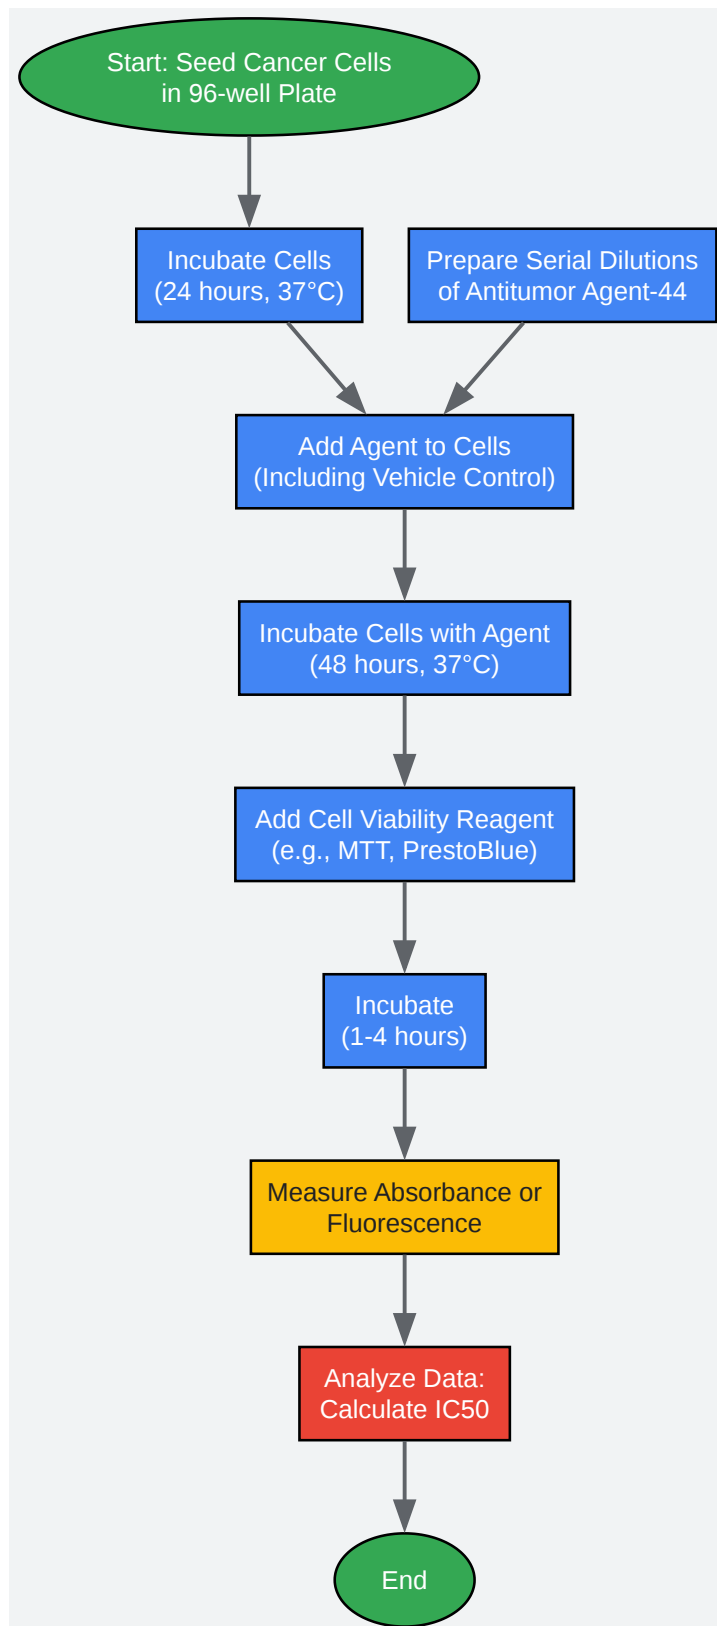 Start: Seed Cancer Cells
in 96-well Plate
Incubate Cells
(24 hours, 37°C)
Prepare Serial Dilutions
of Antitumor Agent-44
Add Agent to Cells
(Including Vehicle Control)
Incubate Cells with Agent
(48 hours, 37°C)
Add Cell Viability Reagent
(e.g., MTT, PrestoBlue)
Incubate
(1-4 hours)
Measure Absorbance or
Fluorescence
Analyze Data:
Calculate IC50
End